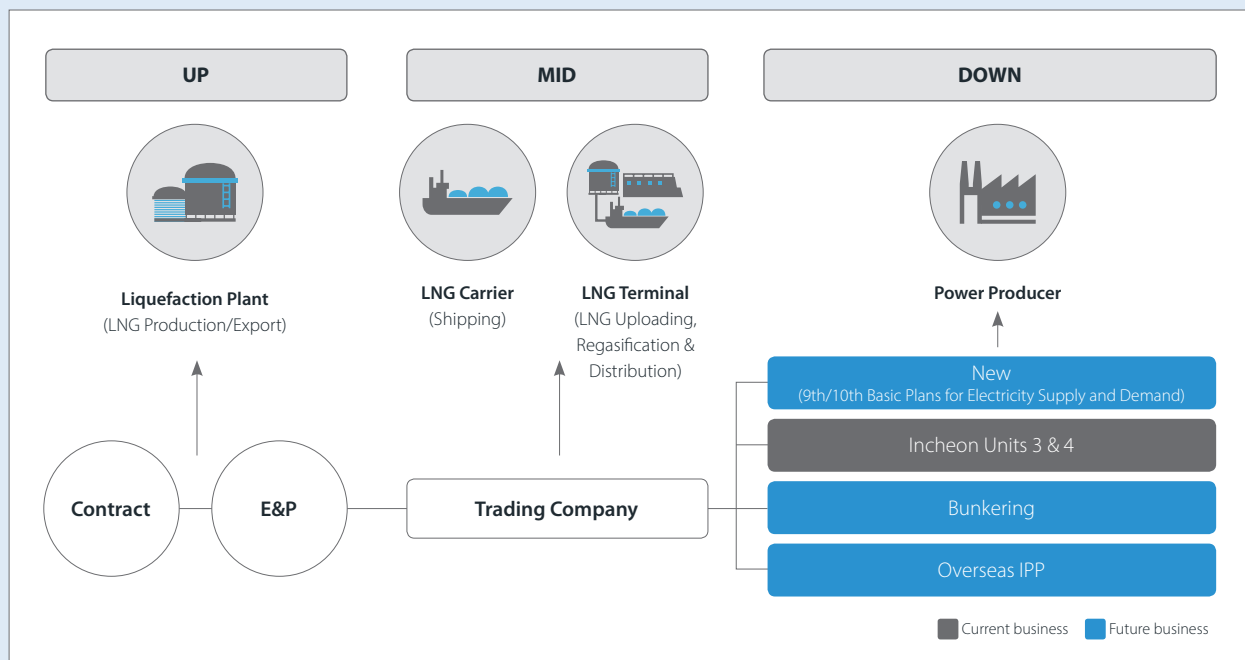 UP
MID
DOWN
Liquefaction Plant
(LNG Production/Export)
LNG Carrier
(Shipping)
LNG Terminal
(LNG Uploading,
Regasification &
Distribution)
Power Producer
Contract
E&P
Trading Company
New
(9th/10th Basic Plans for Electricity Supply and Demand)
Incheon Units 3 & 4
Bunkering
Overseas IPP
Current business
Future business